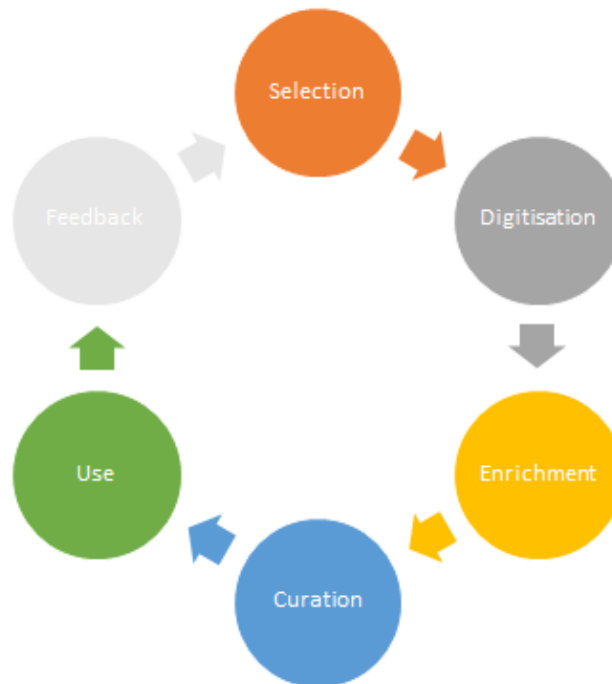 Selection
Digitisation
Enrichment
Curation
Use
Feedback